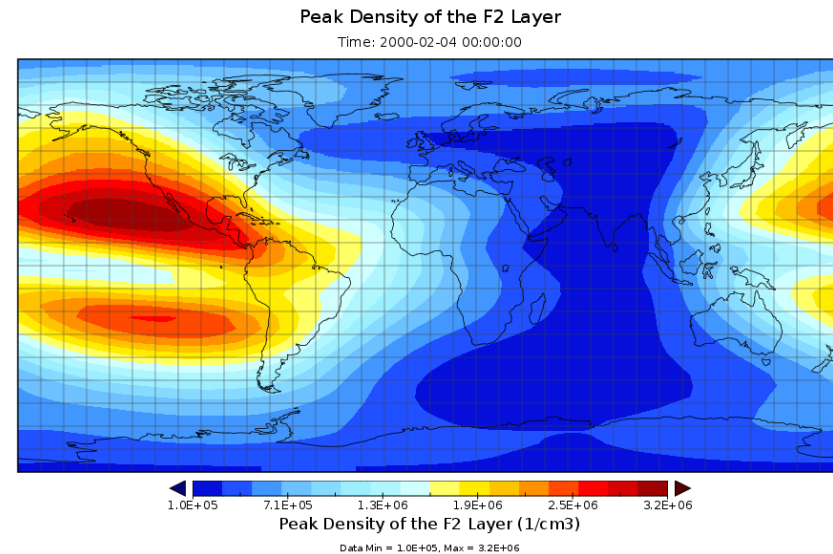 Peak Density of the F2 Layer
Time: 2000-02-04 00:00:00
1.0E+05 7.1E+05 1.3E+06 1.9E+06 2.5E+06 3.2E+06
Peak Density of the F2 Layer (1/cm3)
Data Min = 1.0E+05, Max = 3.2E+06